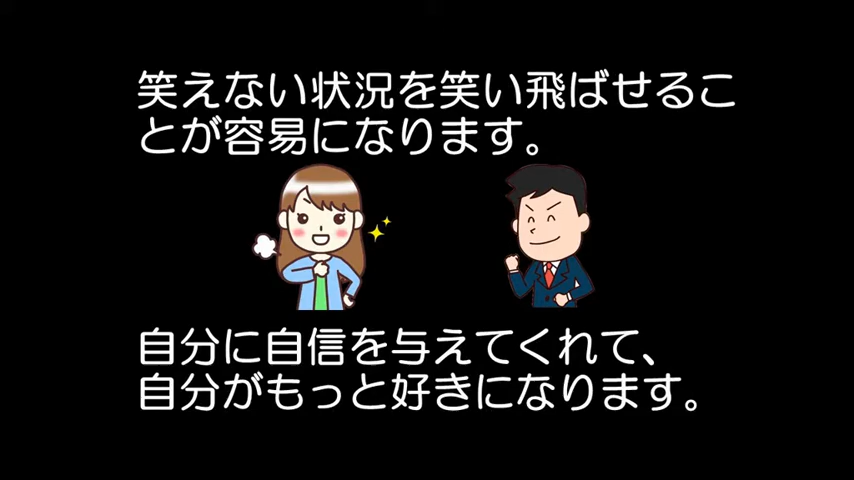 笑えない状況を笑い飛ばせるこ
とが容易になります。
自分に自信を与えてくれて、
自分がもっと好きになります。